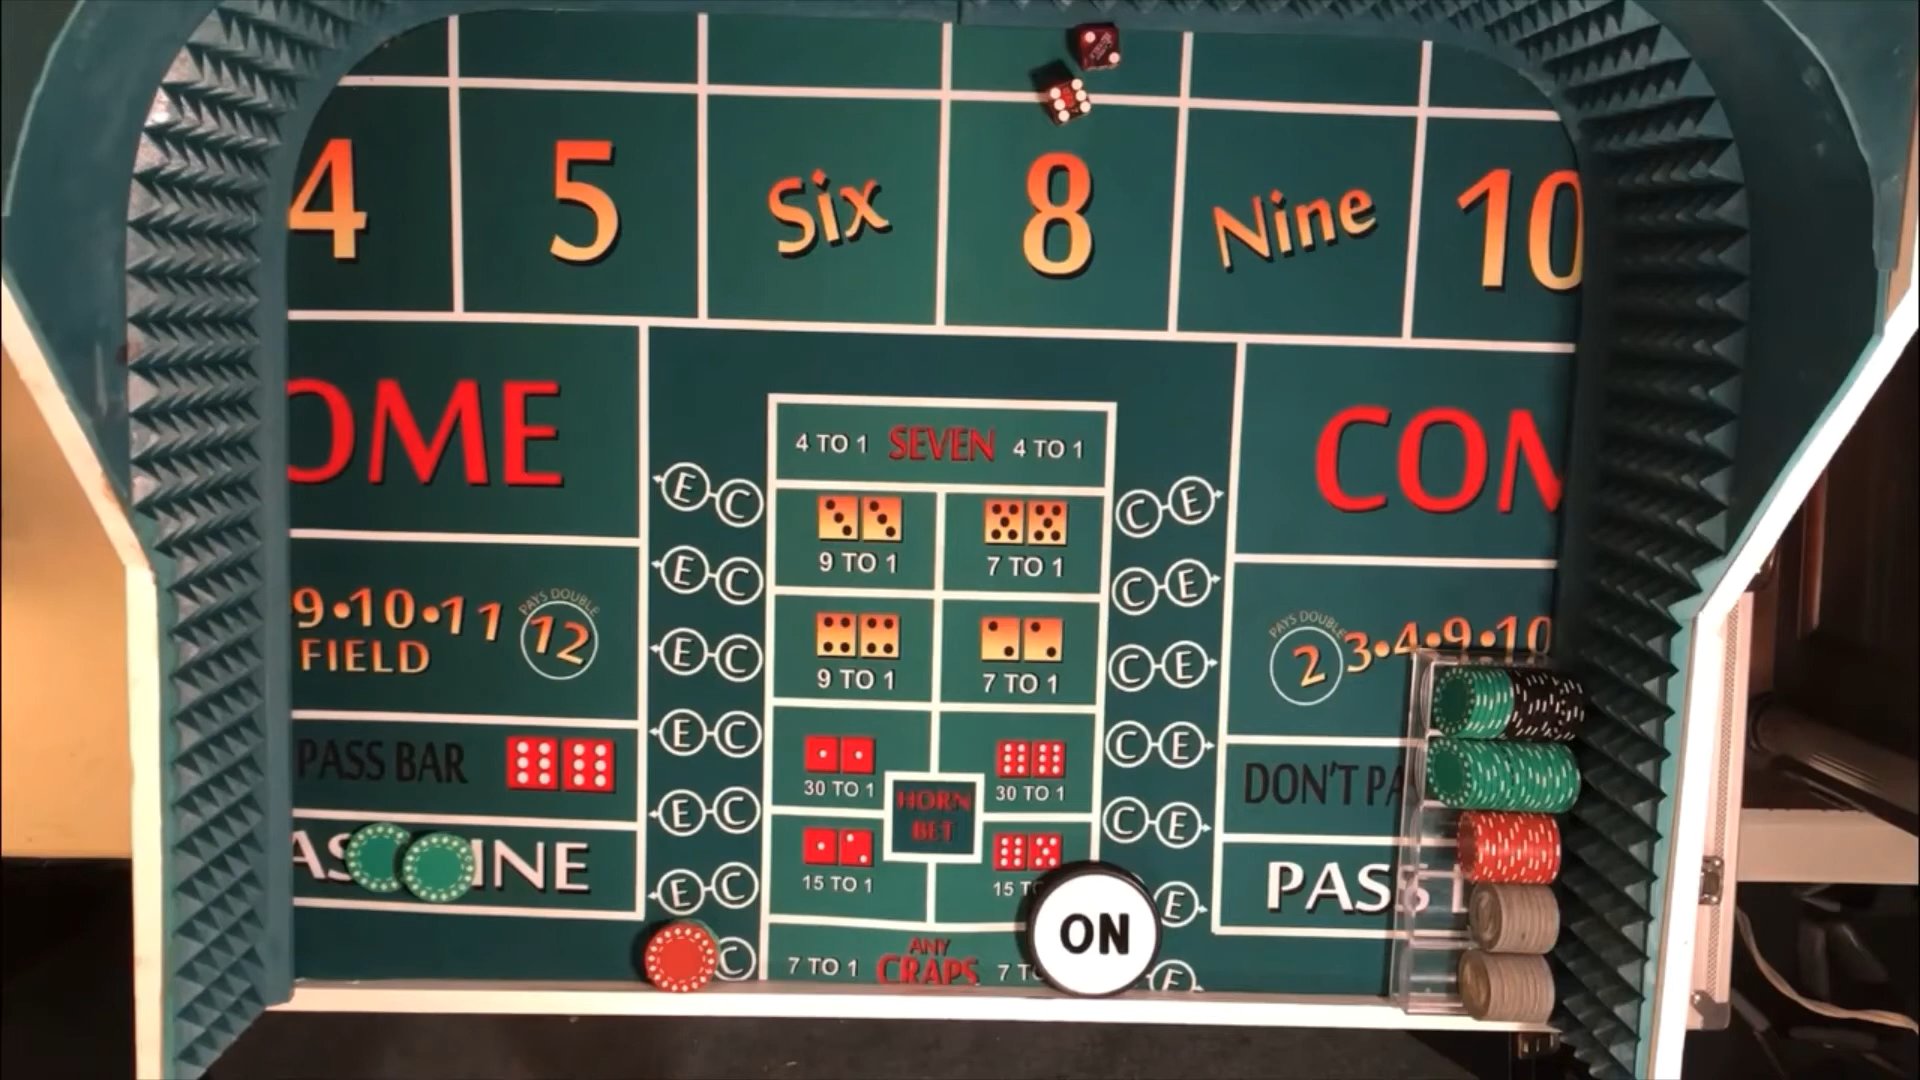 4 5 Six 8 Nine 10
OME
COM
4 TO 1 SEVEN 4 TO 1
9 TO 1 7 TO 1
9 TO 1 7 TO 1
30 TO 1 30 TO 1
HORN
BET
15 TO 1 15 TO
ANY
7 TO 1 CRAPS 7 TO
E C
E C
E C
E C
E C
E C
C
C E
C E
C E
C E
C E
E
E
PAYS DOUBLE
9•10•11 12
FIELD
PASS BAR
AS INE
PAYS DOUBLE
2 3•4•9•10
DON'T PA
PASS L
ON